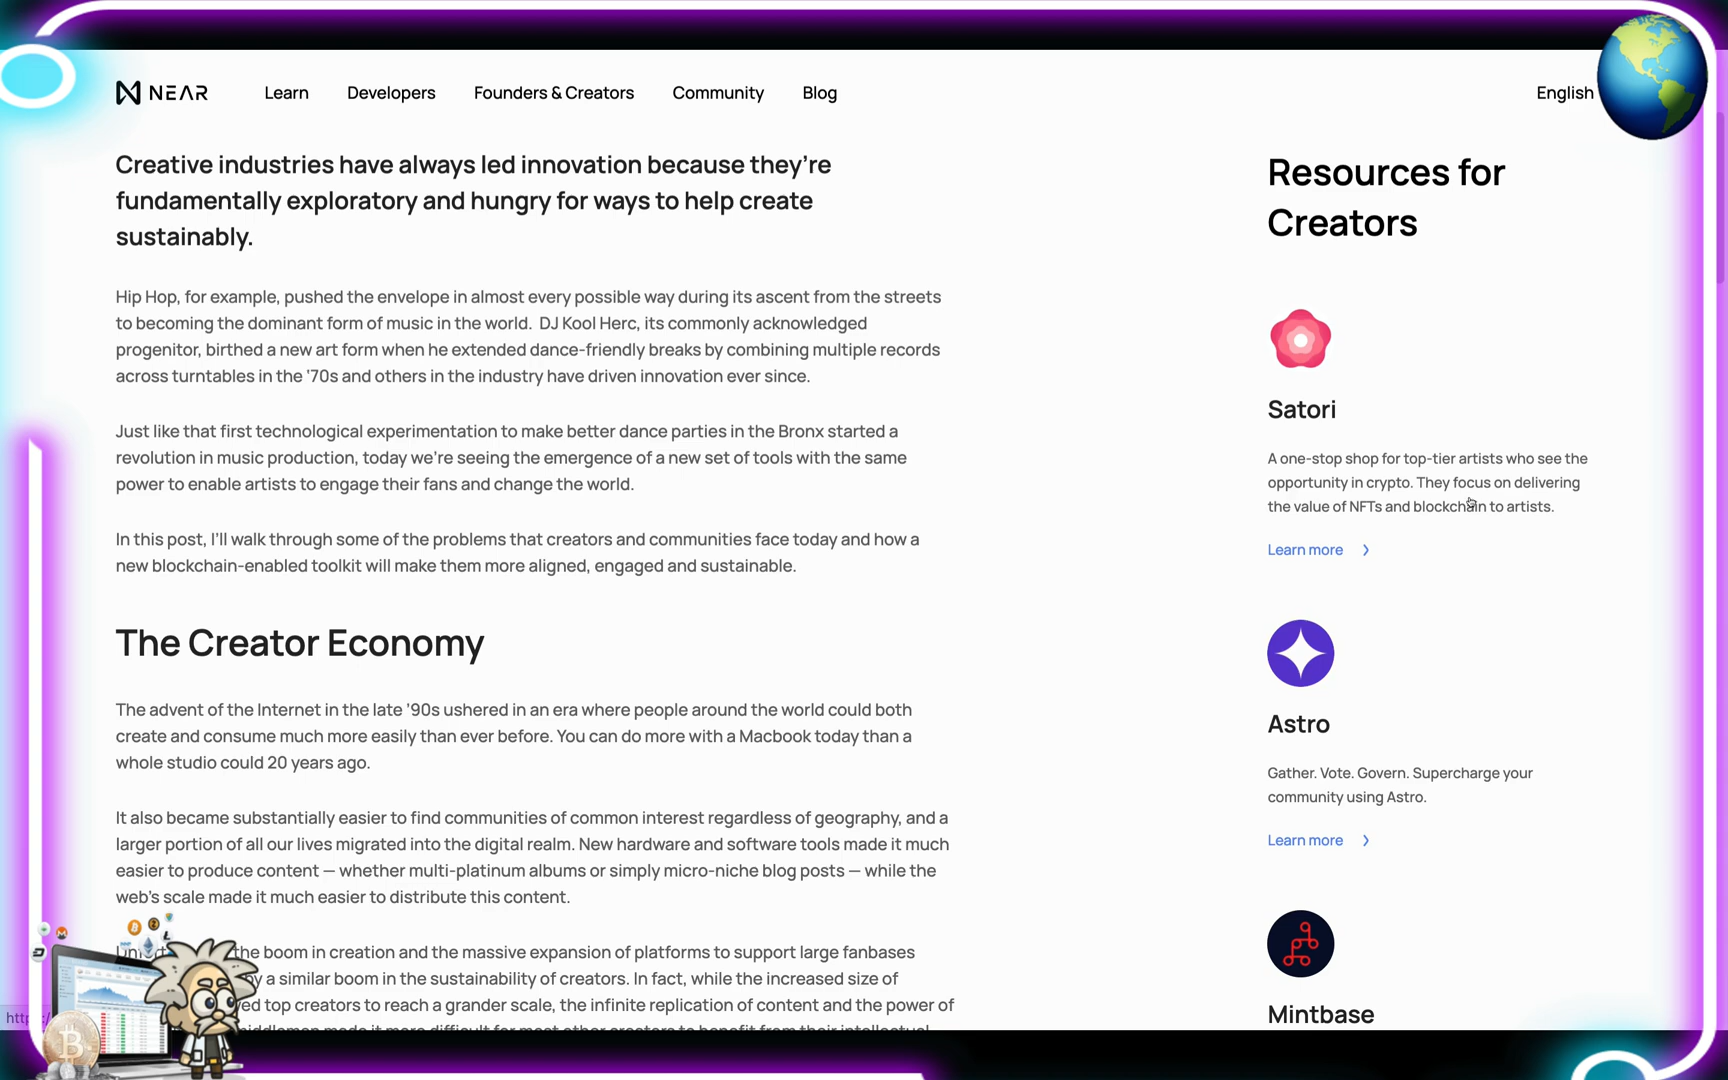 NEAR
Learn
Developers
Founders & Creators
Community
Blog
English
Creative industries have always led innovation because they’re
fundamentally exploratory and hungry for ways to help create
sustainably.
Hip Hop, for example, pushed the envelope in almost every possible way during its ascent from the streets
to becoming the dominant form of music in the world. DJ Kool Herc, its commonly acknowledged
progenitor, birthed a new art form when he extended dance-friendly breaks by combining multiple records
across turntables in the ’70s and others in the industry have driven innovation ever since.
Just like that first technological experimentation to make better dance parties in the Bronx started a
revolution in music production, today we’re seeing the emergence of a new set of tools with the same
power to enable artists to engage their fans and change the world.
In this post, I’ll walk through some of the problems that creators and communities face today and how a
new blockchain-enabled toolkit will make them more aligned, engaged and sustainable.
The Creator Economy
The advent of the Internet in the late ’90s ushered in an era where people around the world could both
create and consume much more easily than ever before. You can do more with a Macbook today than a
whole studio could 20 years ago.
It also became substantially easier to find communities of common interest regardless of geography, and a
larger portion of all our lives migrated into the digital realm. New hardware and software tools made it much
easier to produce content — whether multi-platinum albums or simply micro-niche blog posts — while the
web’s scale made it much easier to distribute this content.
the boom in creation and the massive expansion of platforms to support large fanbases
by a similar boom in the sustainability of creators. In fact, while the increased size of
top creators to reach a grander scale, the infinite replication of content and the power of
made it more difficult for most other creators to benefit from their intellectual
http:/
Resources for
Creators
Satori
A one-stop shop for top-tier artists who see the
opportunity in crypto. They focus on delivering
the value of NFTs and blockchain to artists.
Learn more
Astro
Gather. Vote. Govern. Supercharge your
community using Astro.
Learn more
Mintbase